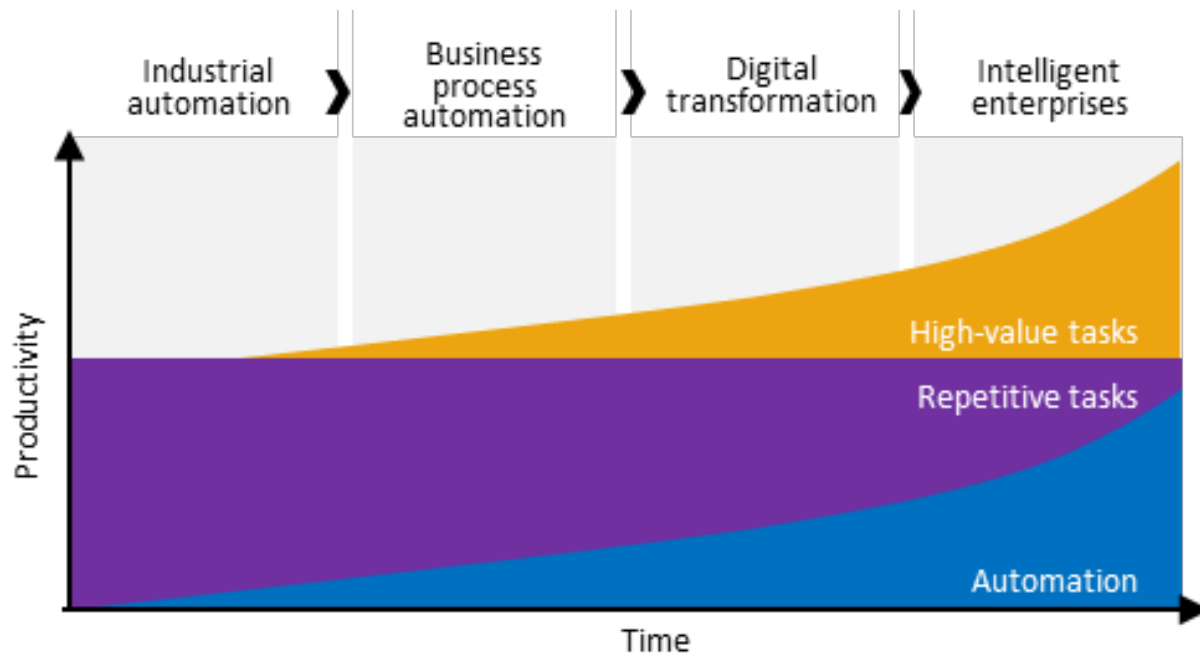 Industrial
automation
Business
process
automation
Digital
transformation
Intelligent
enterprises
Productivity
High-value tasks
Repetitive tasks
Automation
Time